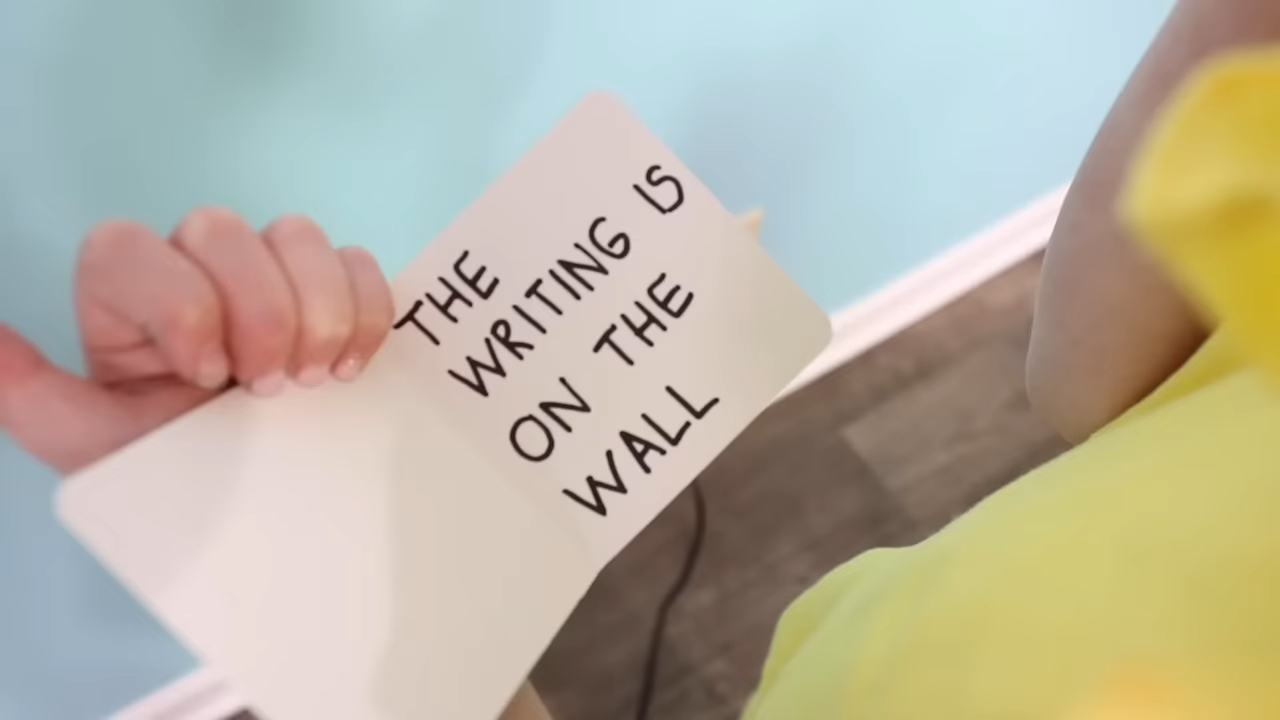 THE
WRITING IS
ON THE
WALL